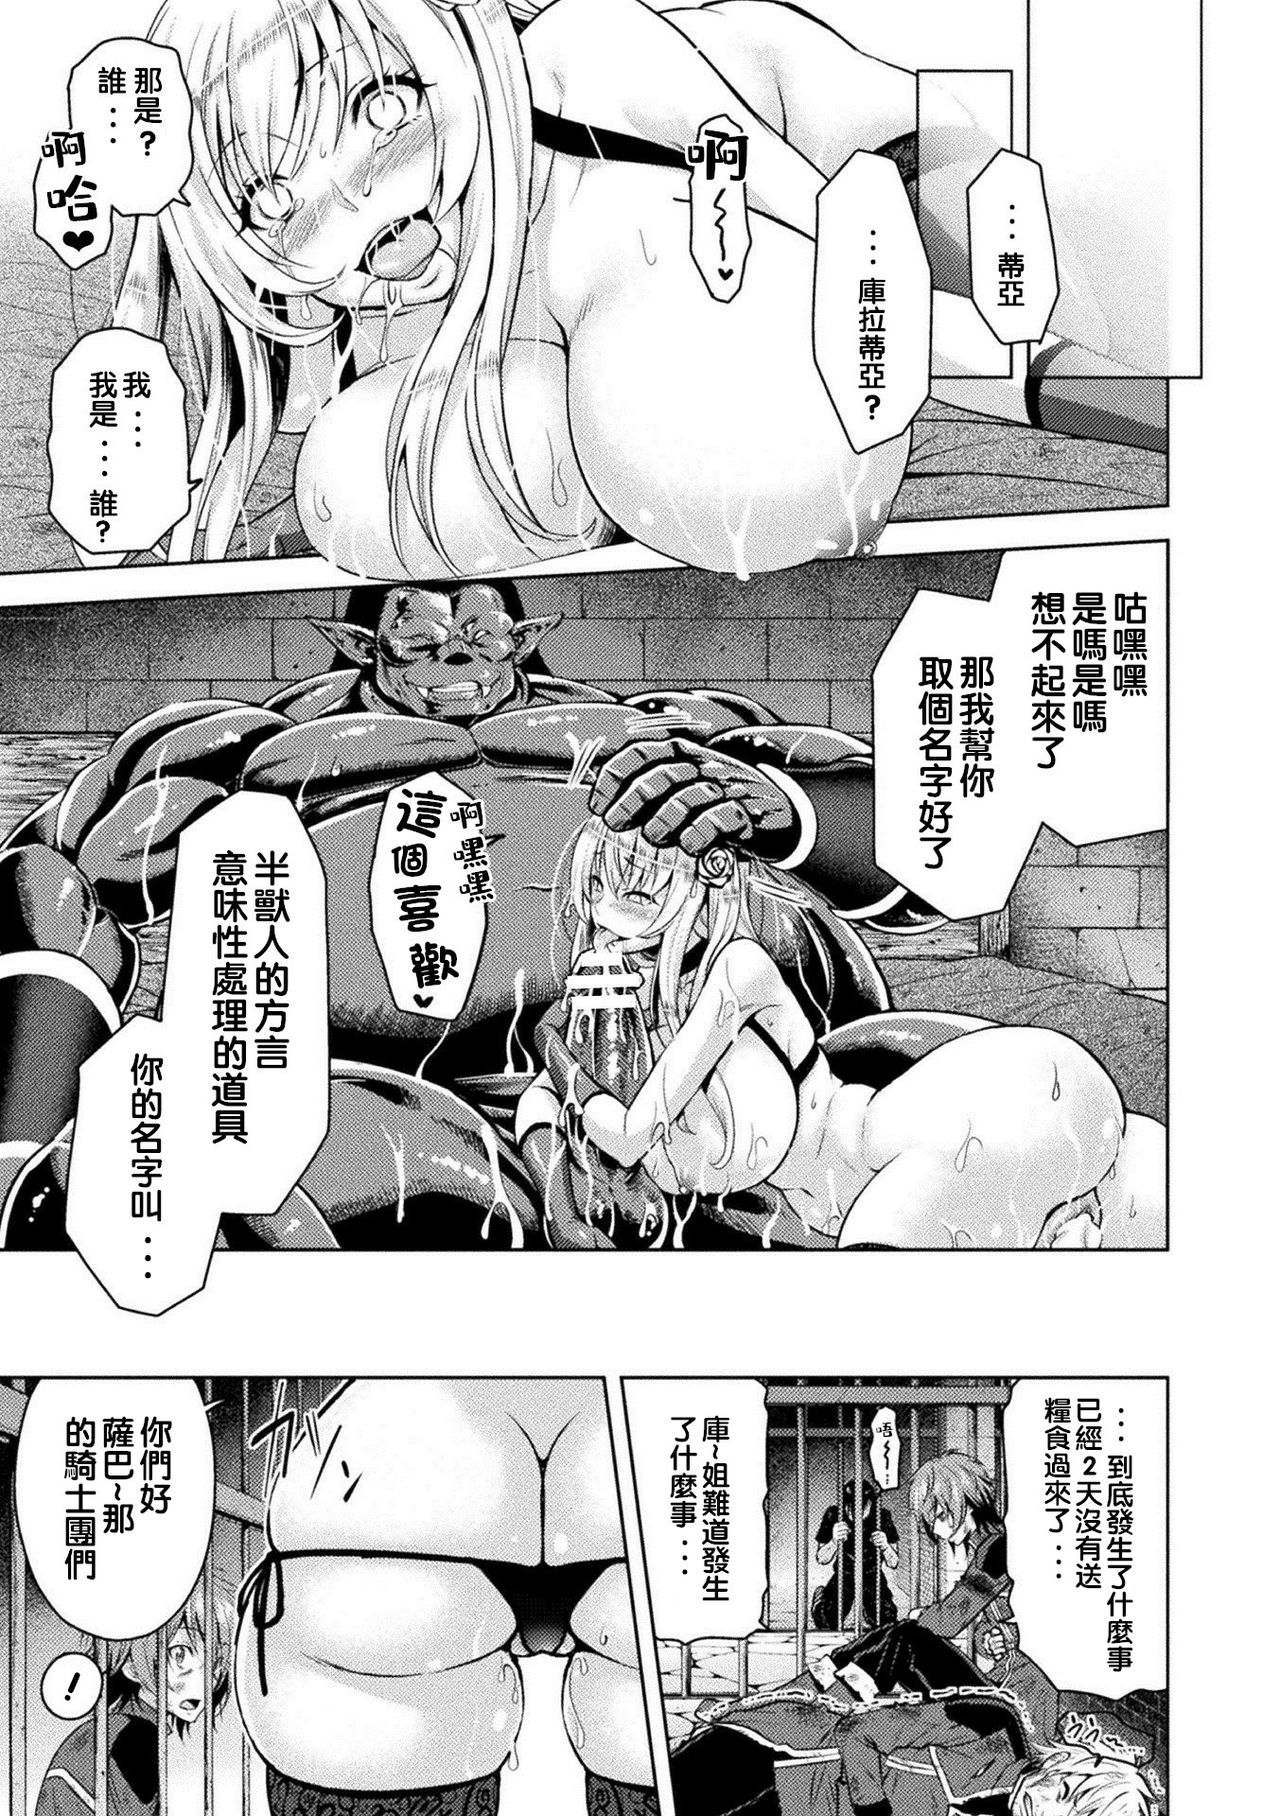 ...蒂亞
...庫拉蒂亞?
啊~~♥
那是?
誰...
啊
哈♥
我...
我是...誰?
咕嘿嘿
是嗎是嗎
想不起來了
那我幫你
取個名字好了
啊嘿嘿
這個喜歡♥
半獸人的方言
意味性處理的道具
你的名字叫...
...到底發生了什麼事
已經2天沒有送
糧食過來了...
唔~...
庫~姐難道發生
了什麼事...
你們好
薩巴~那
的騎士團們
!